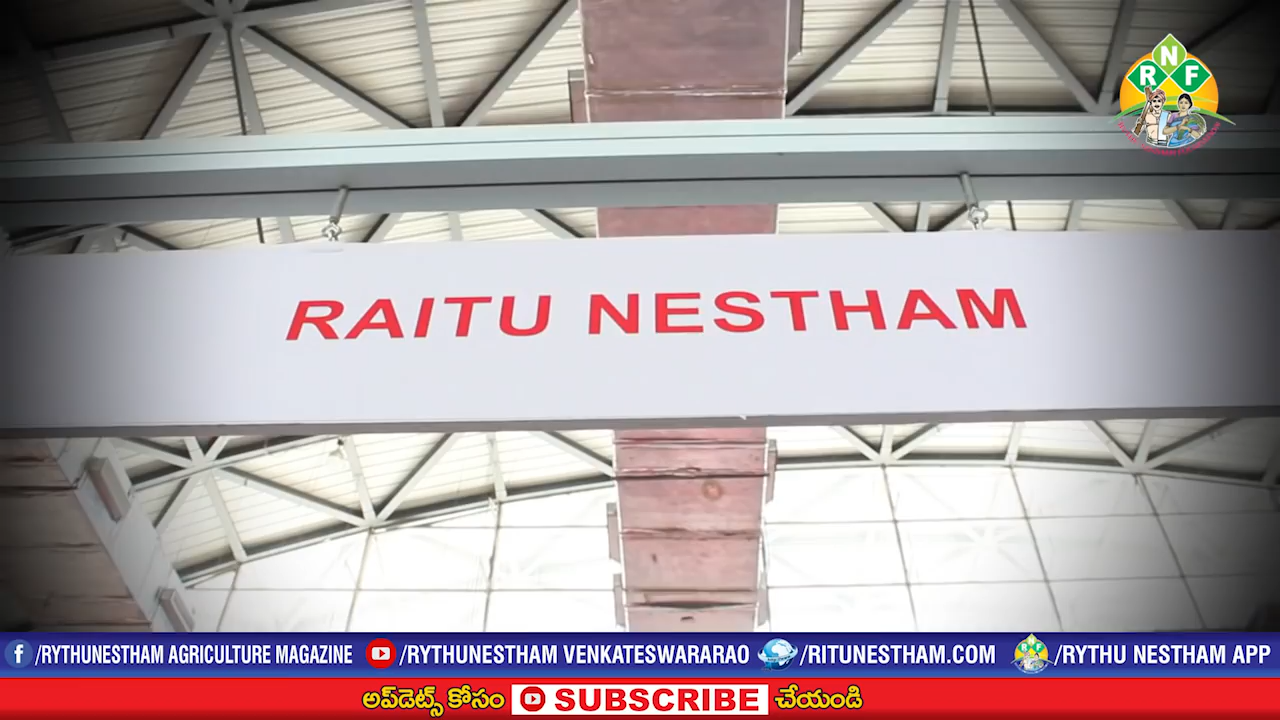 N
R F
RAITU NESTHAM
/RYTHUNESTHAM AGRICULTURE MAGAZINE /RYTHUNESTHAM VENKATESWARARAO /RITUNESTHAM.COM /RYTHU NESTHAM APP
అప్‌డెట్స్ కోసం SUBSCRIBE చేయండి